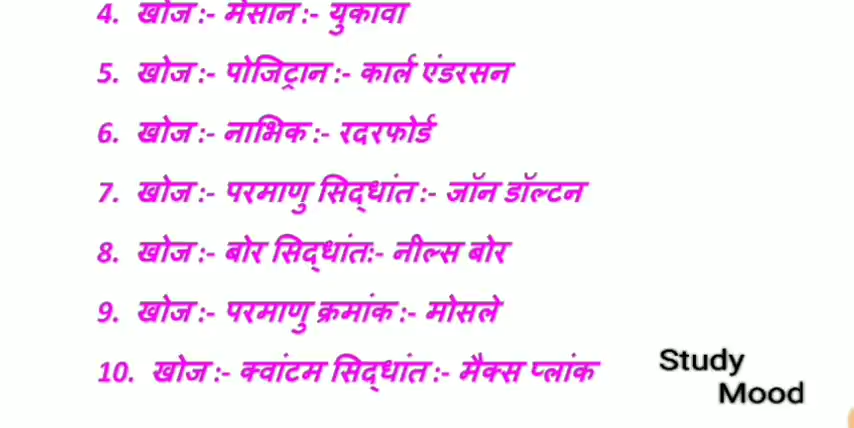 4. खोज :- मेसान :- युकावा
5. खोज :- पोजिट्रान :- कार्ल एंडरसन
6. खोज :- नाभिक :- रदरफोर्ड
7. खोज :- परमाणु सिद्धांत :- जॉन डॉल्टन
8. खोज :- बोर सिद्धांत:- नील्स बोर
9. खोज :- परमाणु क्रमांक :- मोसले
10. खोज :- क्वांटम सिद्धांत :- मैक्स प्लांक
Study
Mood